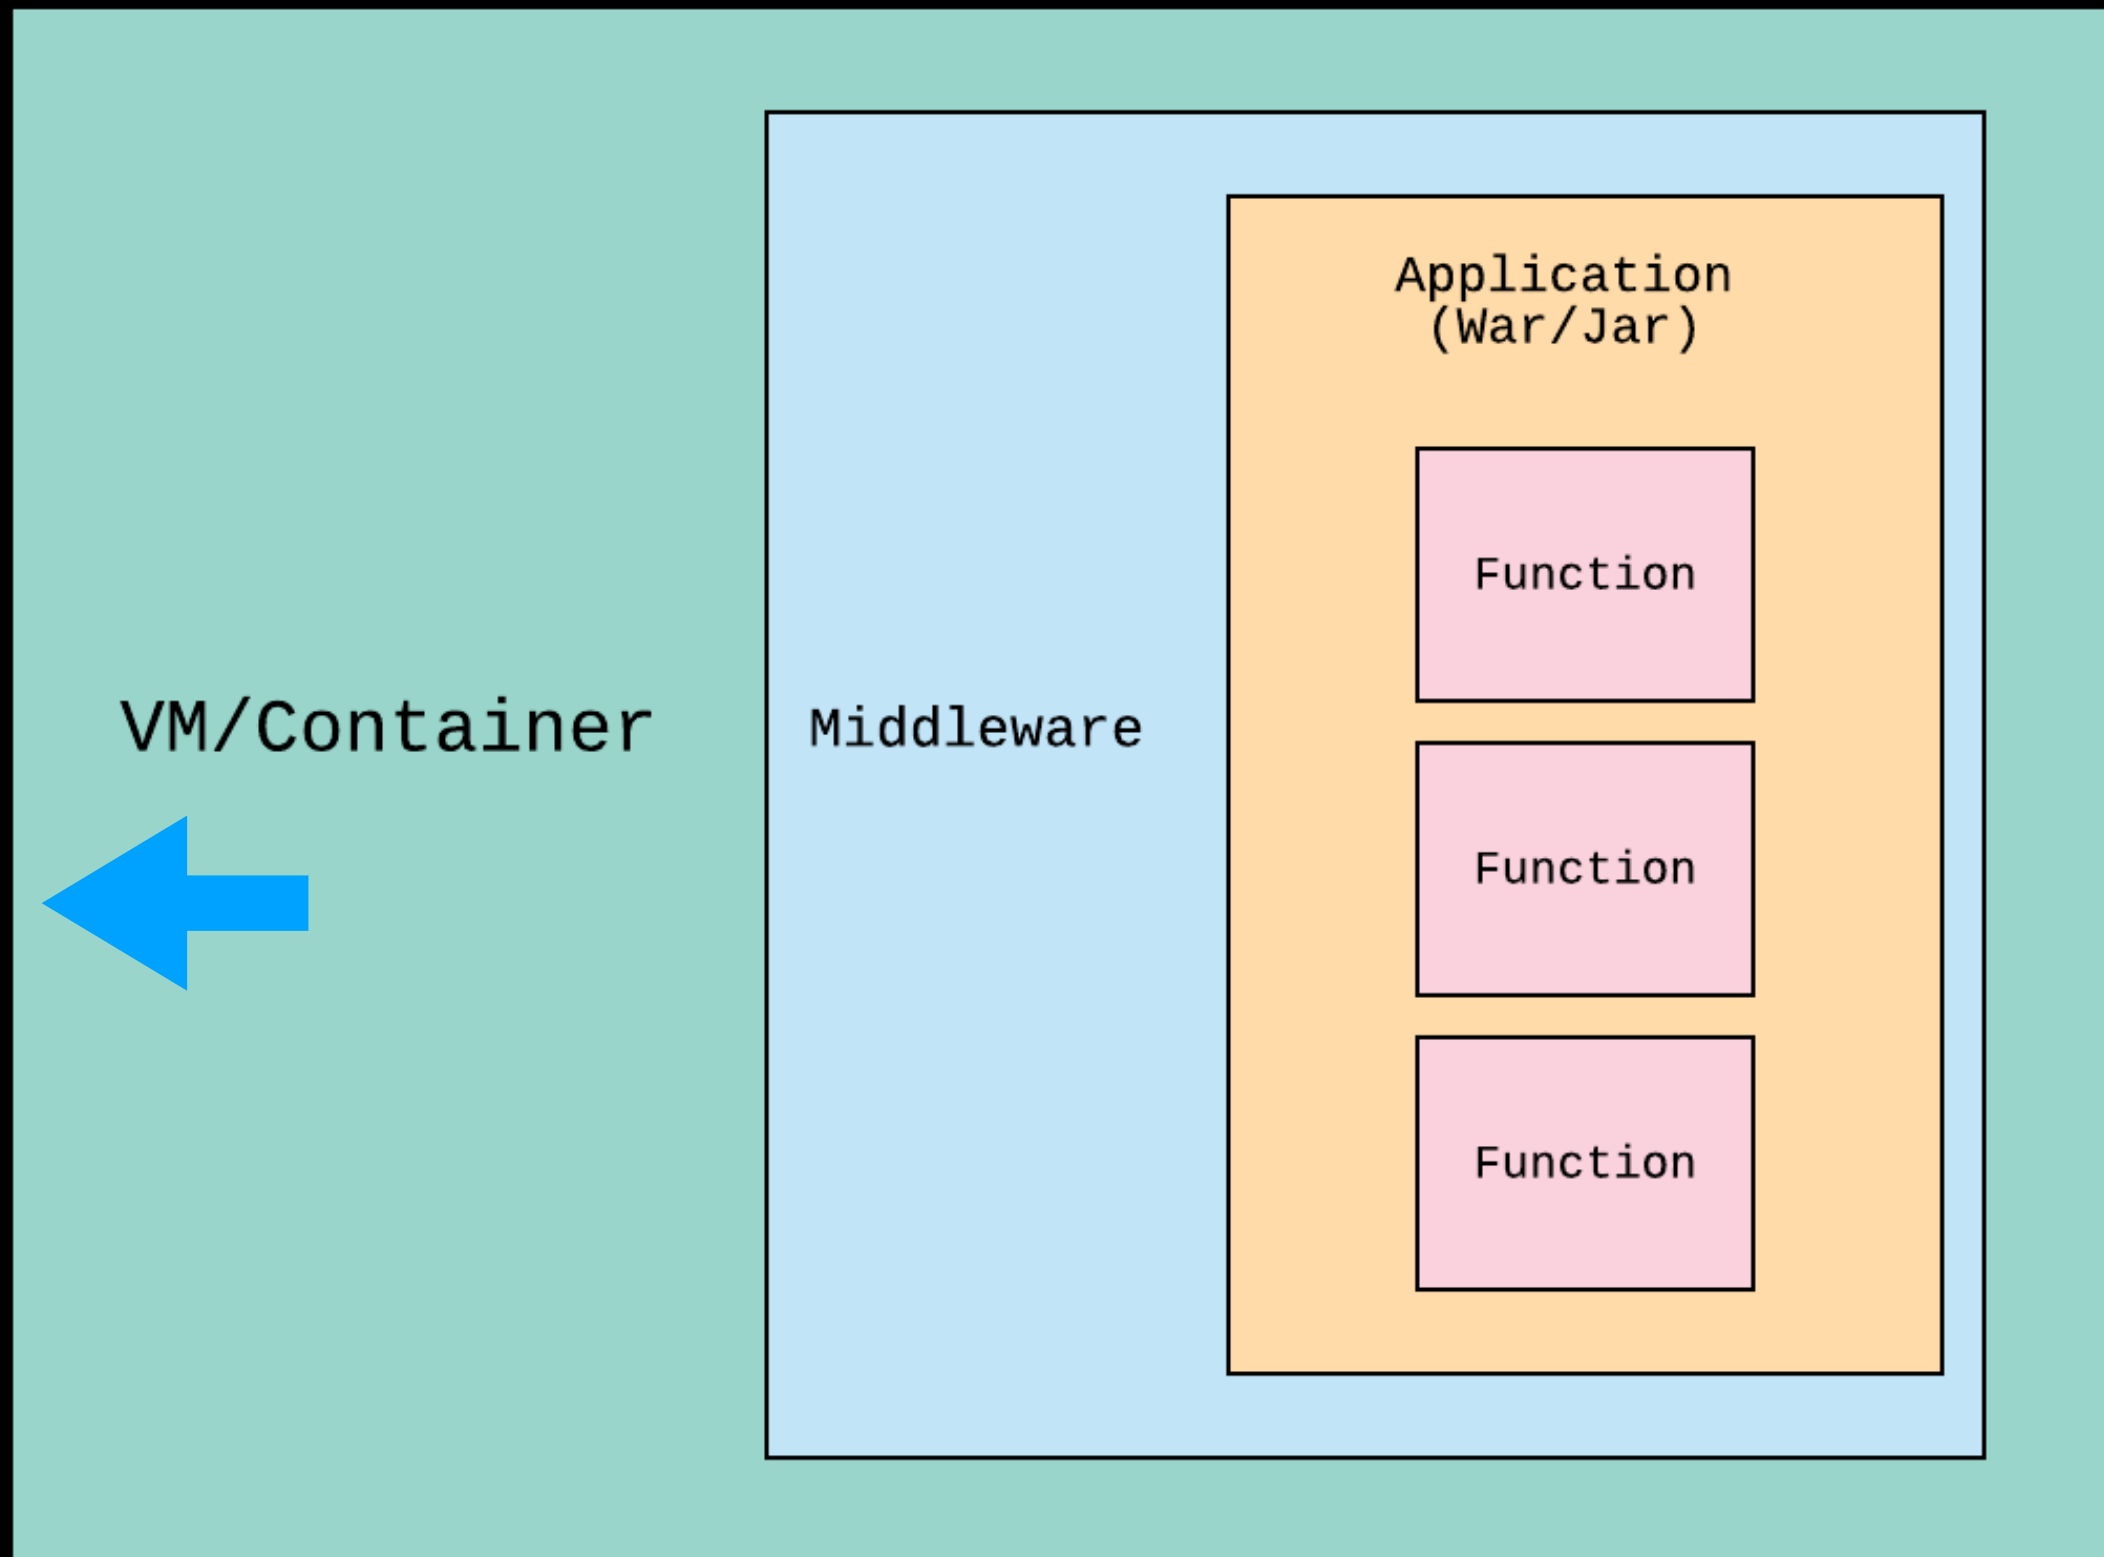 Application
(War/Jar)
Function
VM/Container
Middleware
Function
Function